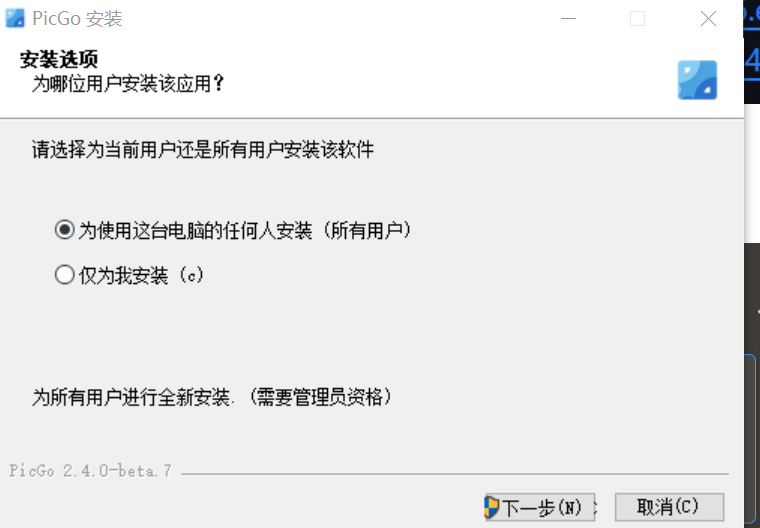 PicGo 安装
安装选项
为哪位用户安装该应用？
请选择为当前用户还是所有用户安装该软件
为使用这台电脑的任何人安装（所有用户）
仅为我安装（c）
为所有用户进行全新安装.（需要管理员资格）
PicGo 2.4.0-beta.7
下一步(N)
取消(C)